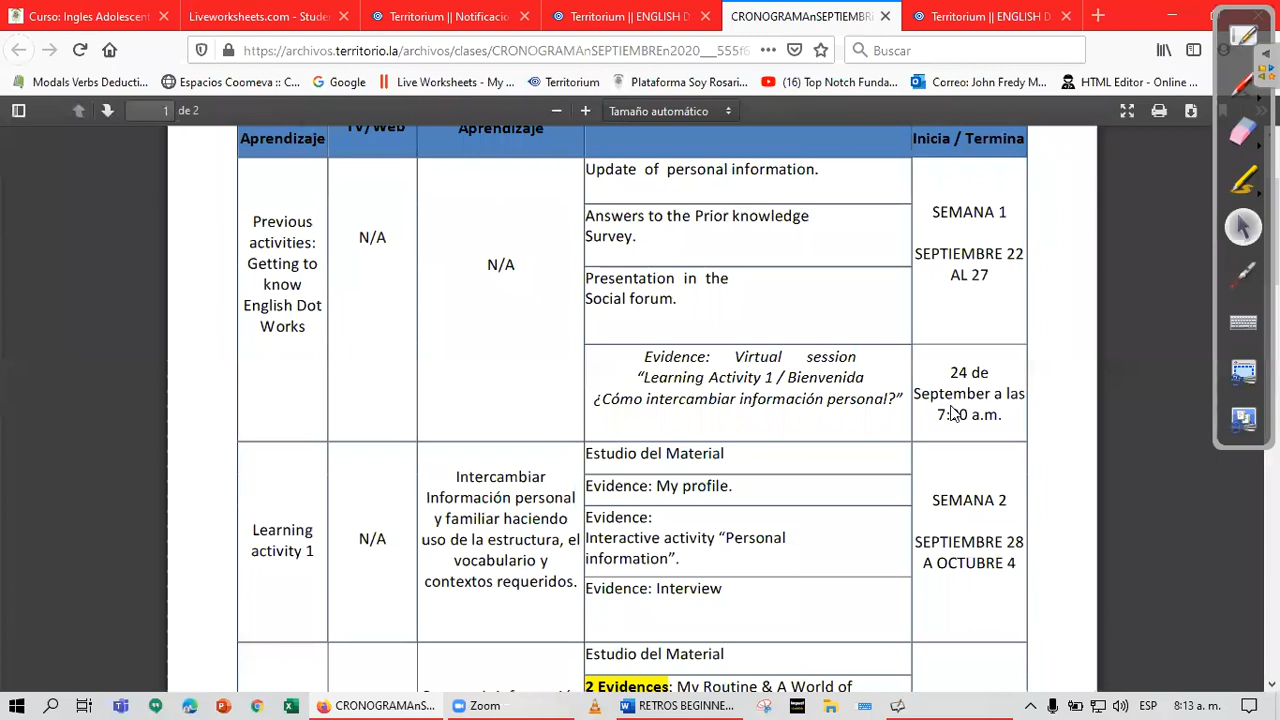 Curso: Ingles Adolescent
Liveworksheets.com - Stude
Territorium || Notificacio
Territorium || ENGLISH D
CRONOGRAMAnSEPTIEMBRE
Territorium || ENGLISH D
https://archivos.territorio.la/archivos/clases/CRONOGRAMAnSEPTIEMBREn2020___555f6
Buscar
Modals Verbs Deducti...
Espacios Coomeva :: C...
Google
Live Worksheets - My ...
Territorium
Plataforma Soy Rosari...
(16) Top Notch Funda...
Correo: John Fredy M...
HTML Editor - Online ...
1 de 2
Tamaño automático
Aprendizaje
TV/Web
Aprendizaje
Inicia / Termina
Previous
activities:
Getting to
know
English Dot
Works
N/A
N/A
Update of personal information.
Answers to the Prior knowledge
Survey.
Presentation in the
Social forum.
SEMANA 1
SEPTIEMBRE 22
AL 27
Evidence: Virtual session
“Learning Activity 1 / Bienvenida
¿Cómo intercambiar información personal?”
24 de
September a las
a.m.
Learning
activity 1
N/A
Intercambiar
Información personal
y familiar haciendo
uso de la estructura, el
vocabulario y
contextos requeridos.
Estudio del Material
Evidence: My profile.
Evidence:
Interactive activity “Personal
information”.
Evidence: Interview
SEMANA 2
SEPTIEMBRE 28
A OCTUBRE 4
Estudio del Material
2 Evidences: My Routine & A World of
CRONOGRAMAnS...
Zoom
RETROS BEGINNE...
ESP
8:13 a. m.